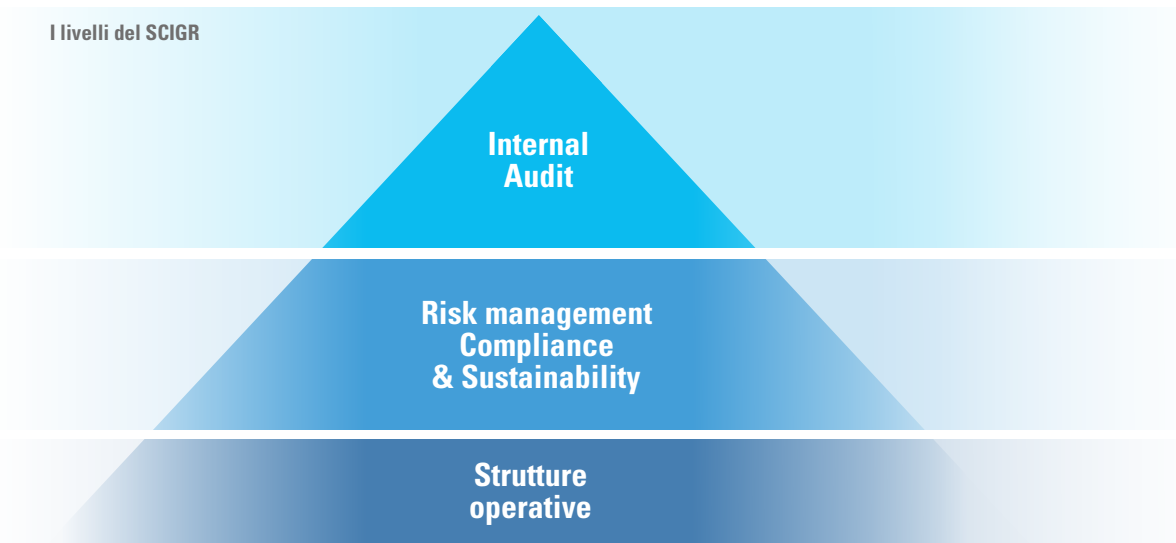 I livelli del SCIGR
Internal
Audit
Risk management
Compliance
& Sustainability
Strutture
operative